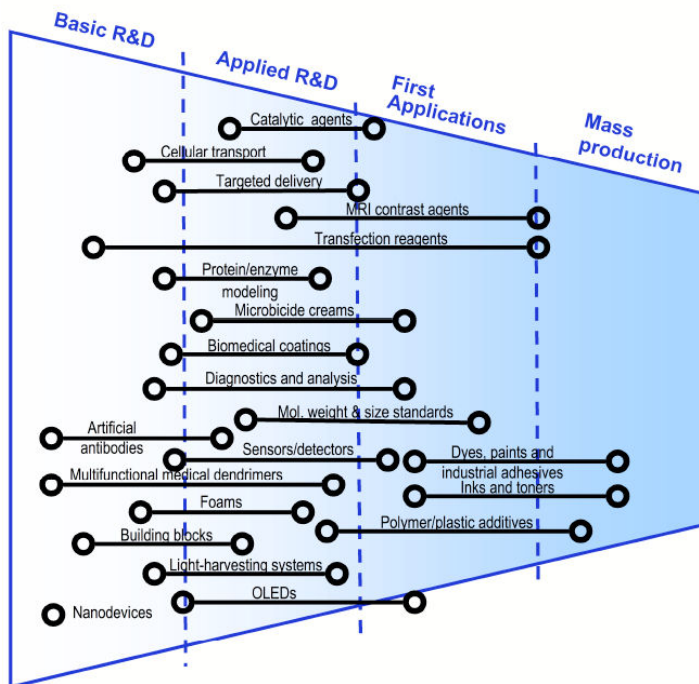 Basic R&D
Applied R&D
First
Applications
Mass
production
Catalytic agents
Cellular transport
Targeted delivery
MRI contrast agents
Transfection reagents
Protein/enzyme
modeling
Microbicide creams
Biomedical coatings
Diagnostics and analysis
Mol. weight & size standards
Artificial
antibodies
Sensors/detectors
Dyes, paints and
industrial adhesives
Multifunctional medical dendrimers
Inks and toners
Foams
Polymer/plastic additives
Building blocks
Light-harvesting systems
OLEDs
Nanodevices